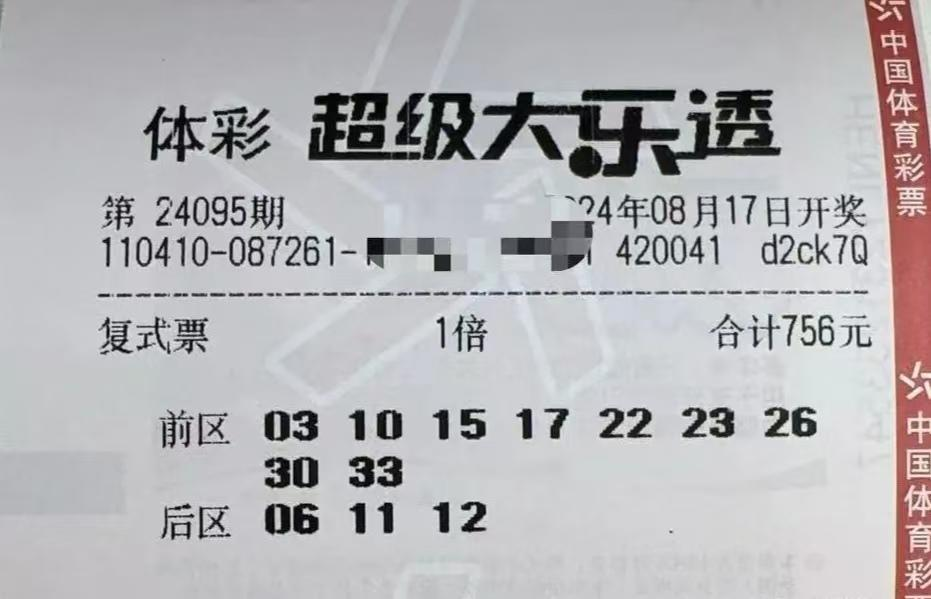 体彩 超级大乐透
第 24095期 24年08月17日开奖
110410-087261- 420041 d2ck7Q
复式票 1倍 合计756元
前区 03 10 15 17 22 23 26
30 33
后区 06 11 12
中国体育彩票
中国体育彩